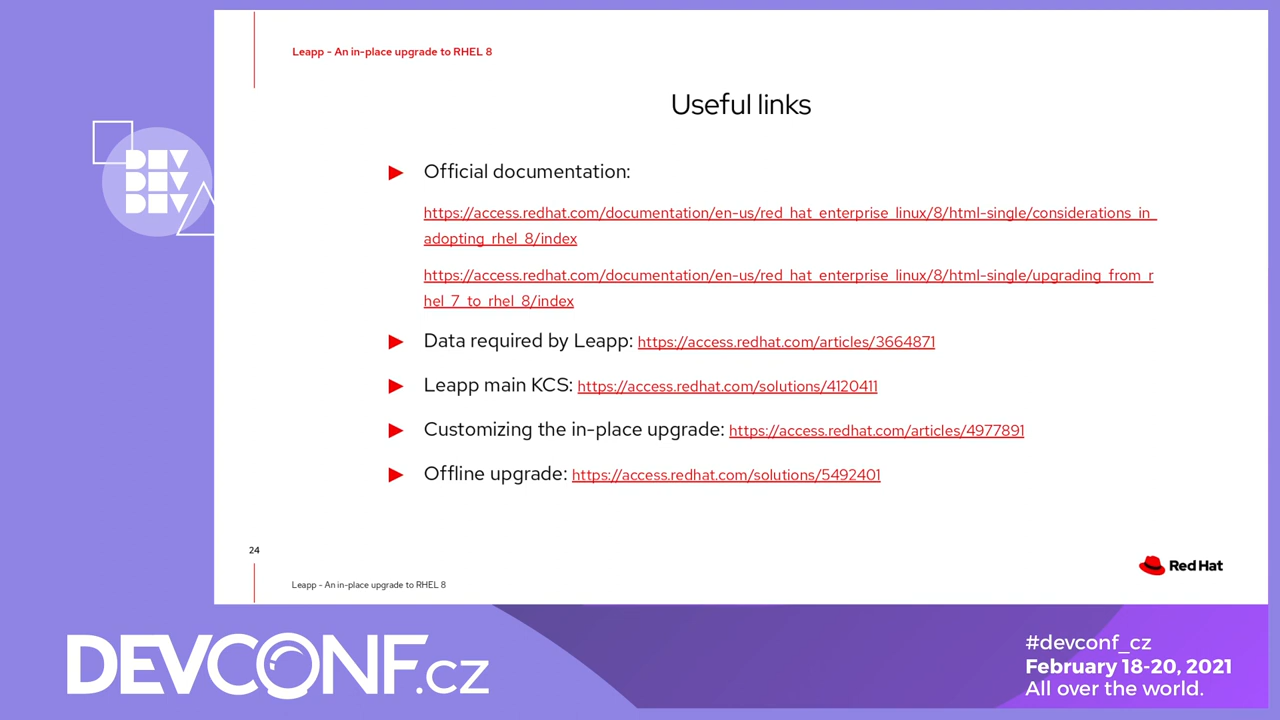 Leapp - An in-place upgrade to RHEL 8
Useful links
DEV
DEV
DEV
Official documentation:
https://access.redhat.com/documentation/en-us/red_hat_enterprise_linux/8/html-single/considerations_in_
adopting_rhel_8/index
https://access.redhat.com/documentation/en-us/red_hat_enterprise_linux/8/html-single/upgrading_from_r
hel_7_to_rhel_8/index
Data required by Leapp: https://access.redhat.com/articles/3664871
Leapp main KCS: https://access.redhat.com/solutions/4120411
Customizing the in-place upgrade: https://access.redhat.com/articles/4977891
Offline upgrade: https://access.redhat.com/solutions/5492401
24
Red Hat
Leapp - An in-place upgrade to RHEL 8
DEVCONF.cz
#devconf_cz
February 18-20, 2021
All over the world.